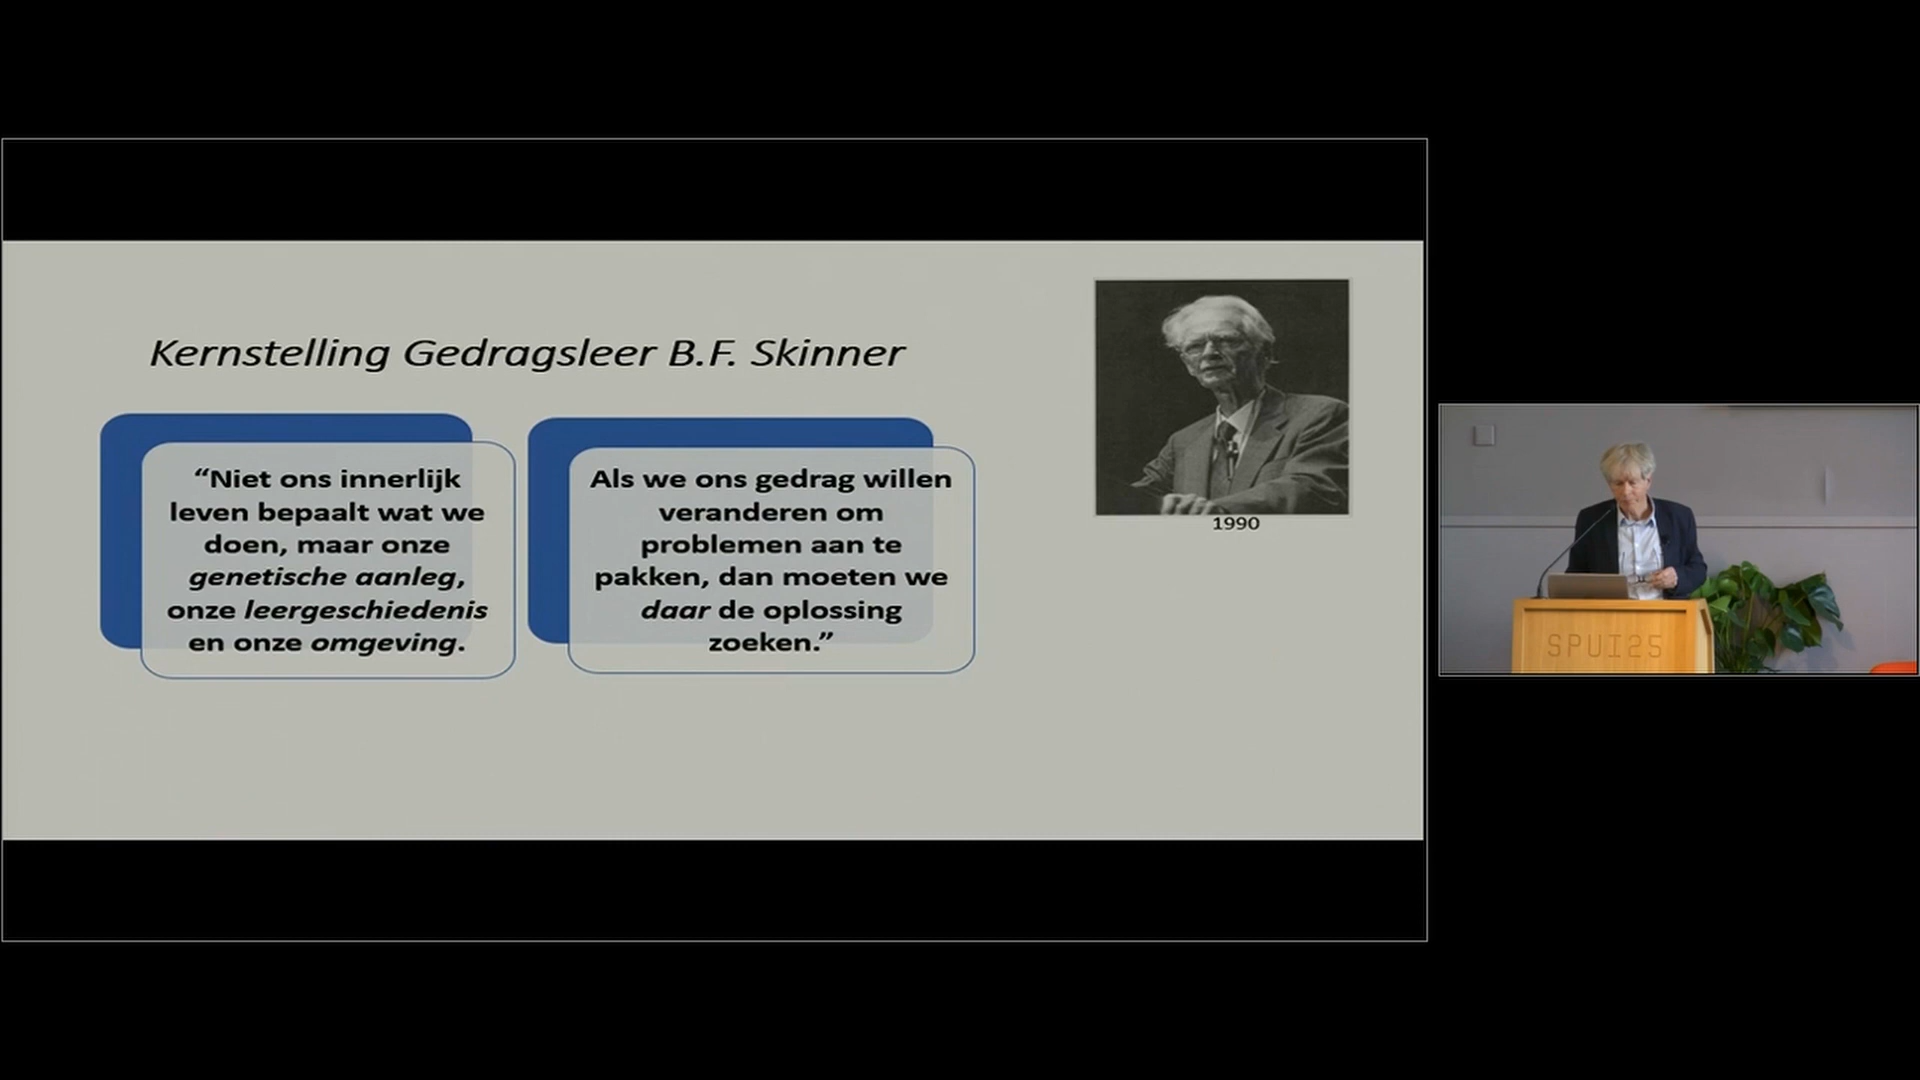 Kernstelling Gedragsleer B.F. Skinner
“Niet ons innerlijk
leven bepaalt wat we
doen, maar onze
genetische aanleg,
onze leergeschiedenis
en onze omgeving.
Als we ons gedrag willen
veranderen om
problemen aan te
pakken, dan moeten we
daar de oplossing
zoeken.”
1990
SPUI25